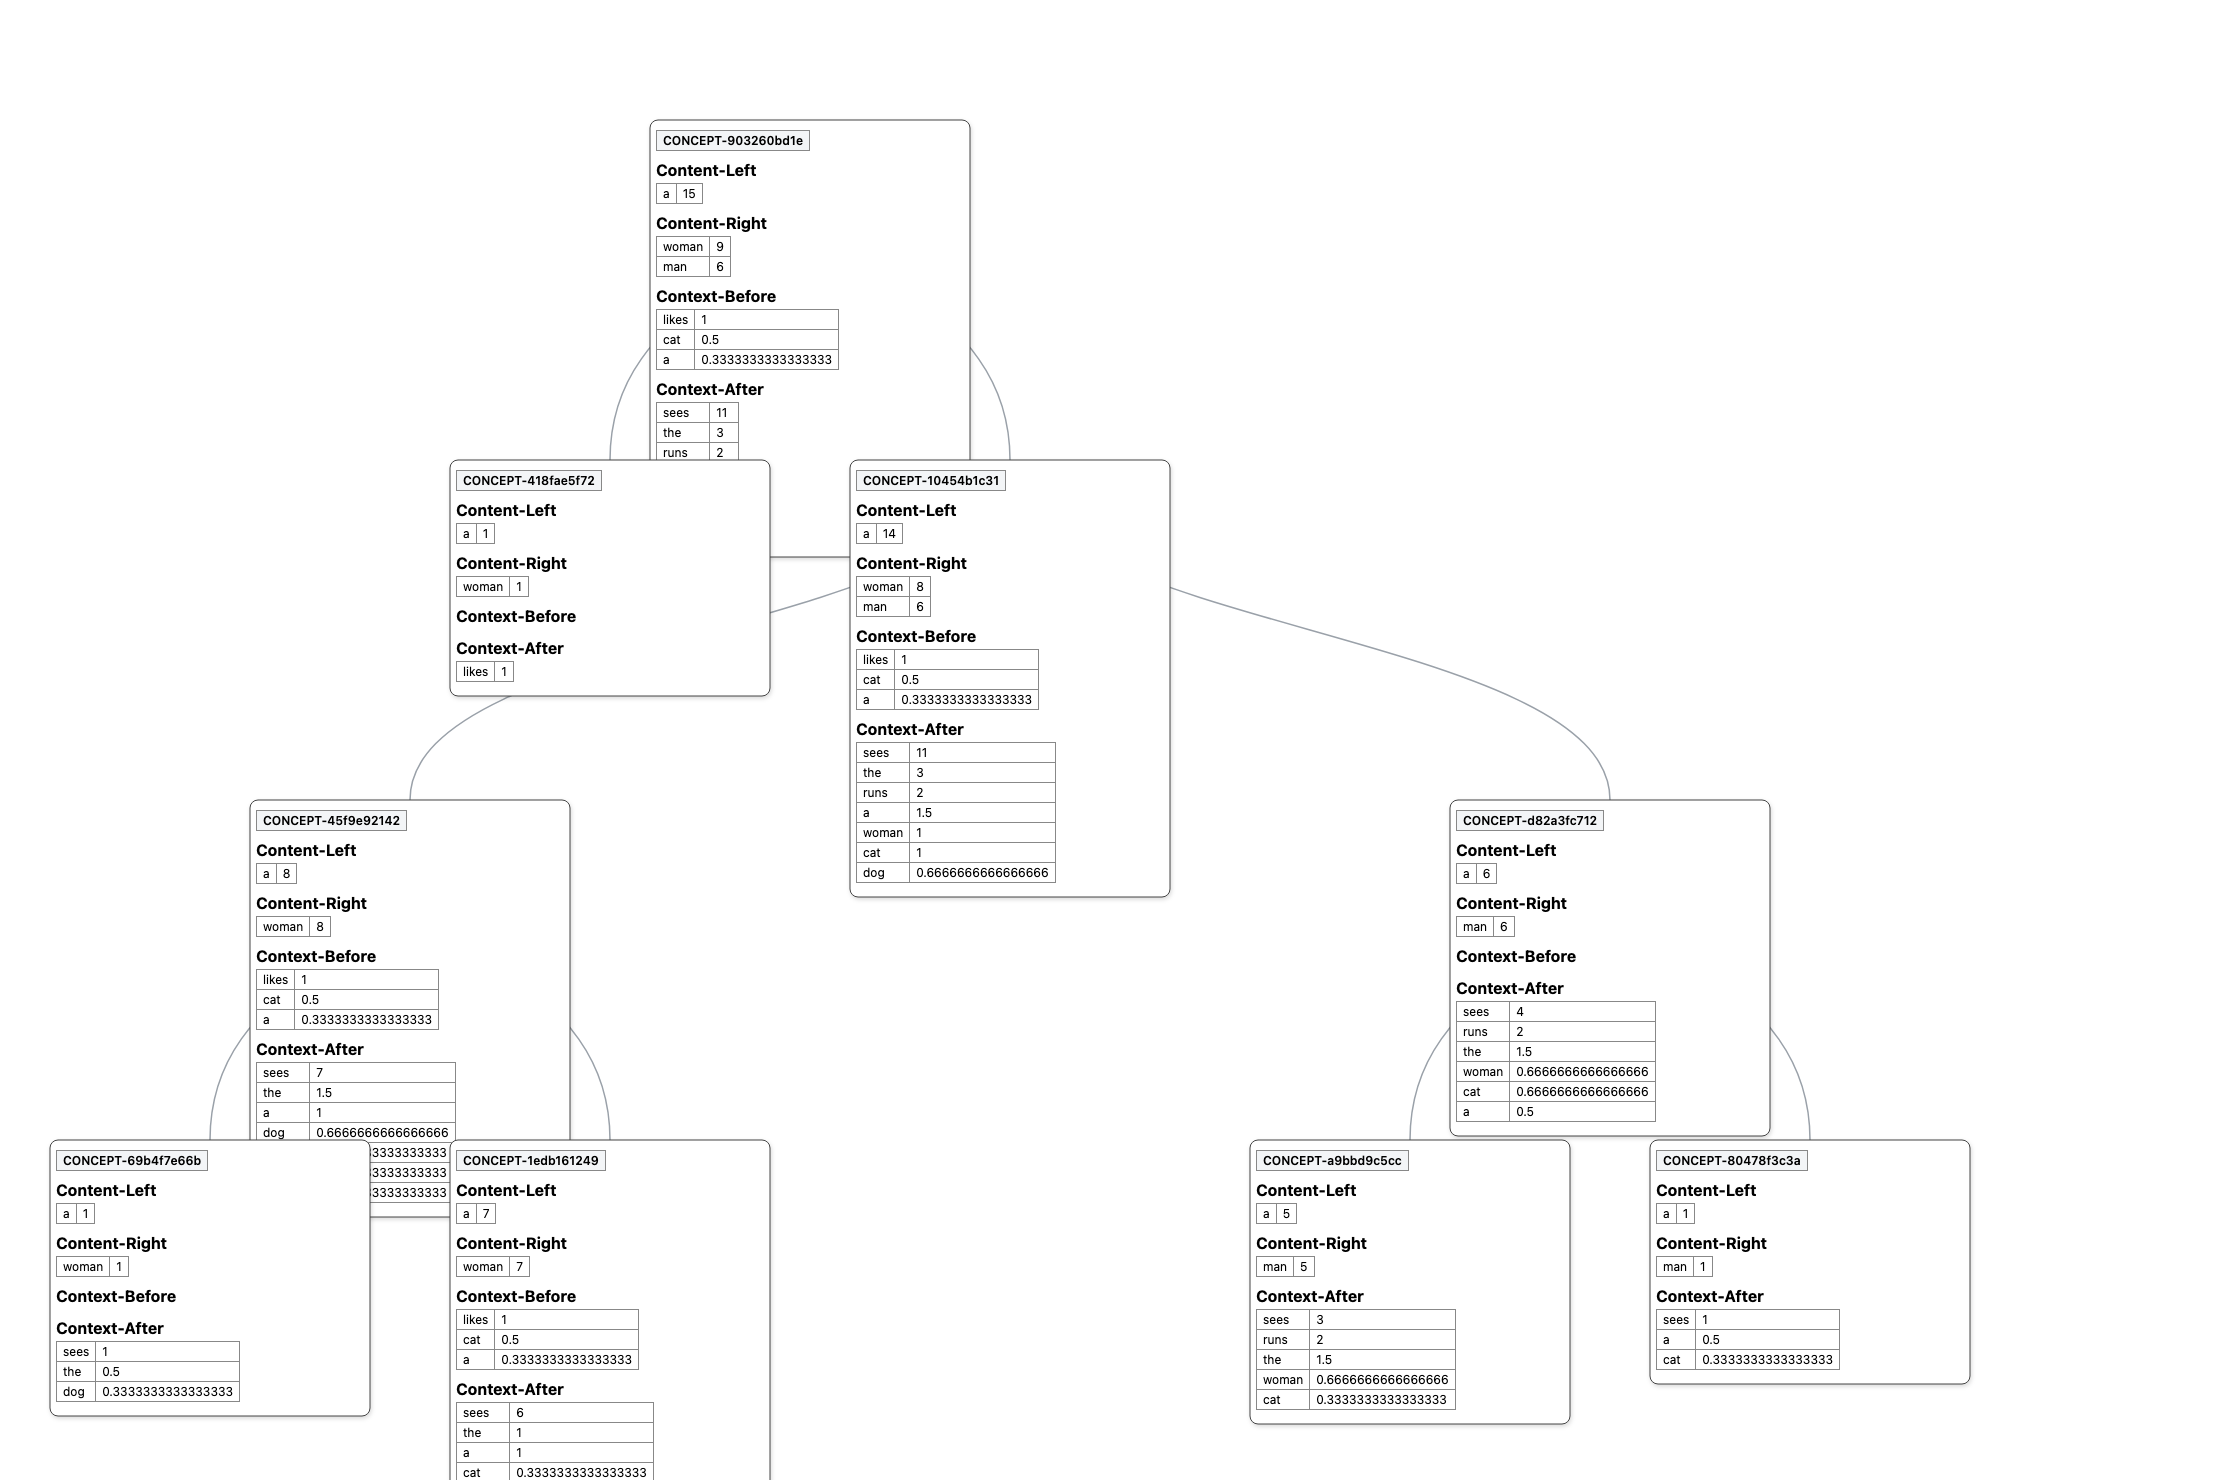 CONCEPT-903260bd1e
Content-Left
a 15
Content-Right
woman 9
man 6
Context-Before
likes 1
cat 0.5
a 0.3333333333333333
Context-After
sees 11
the 3
runs 2
CONCEPT-418fae5f72
Content-Left
a 1
Content-Right
woman 1
Context-Before
Context-After
likes 1
CONCEPT-10454b1c31
Content-Left
a 14
Content-Right
woman 8
man 6
Context-Before
likes 1
cat 0.5
a 0.3333333333333333
Context-After
sees 11
the 3
runs 2
a 1.5
woman 1
cat 1
dog 0.6666666666666666
CONCEPT-45f9e92142
Content-Left
a 8
Content-Right
woman 8
Context-Before
likes 1
cat 0.5
a 0.3333333333333333
Context-After
sees 7
the 1.5
a 1
dog 0.6666666666666666
CONCEPT-d82a3fc712
Content-Left
a 6
Content-Right
man 6
Context-Before
Context-After
sees 4
runs 2
the 1.5
woman 0.6666666666666666
cat 0.6666666666666666
a 0.5
CONCEPT-69b4f7e66b
Content-Left
a 1
Content-Right
woman 1
Context-Before
Context-After
sees 1
the 0.5
dog 0.3333333333333333
CONCEPT-1edb161249
Content-Left
a 7
Content-Right
woman 7
Context-Before
likes 1
cat 0.5
a 0.3333333333333333
Context-After
sees 6
the 1
a 1
cat 0.3333333333333333
CONCEPT-a9bbd9c5cc
Content-Left
a 5
Content-Right
man 5
Context-After
sees 3
runs 2
the 1.5
woman 0.6666666666666666
cat 0.3333333333333333
CONCEPT-80478f3c3a
Content-Left
a 1
Content-Right
man 1
Context-After
sees 1
a 0.5
cat 0.3333333333333333